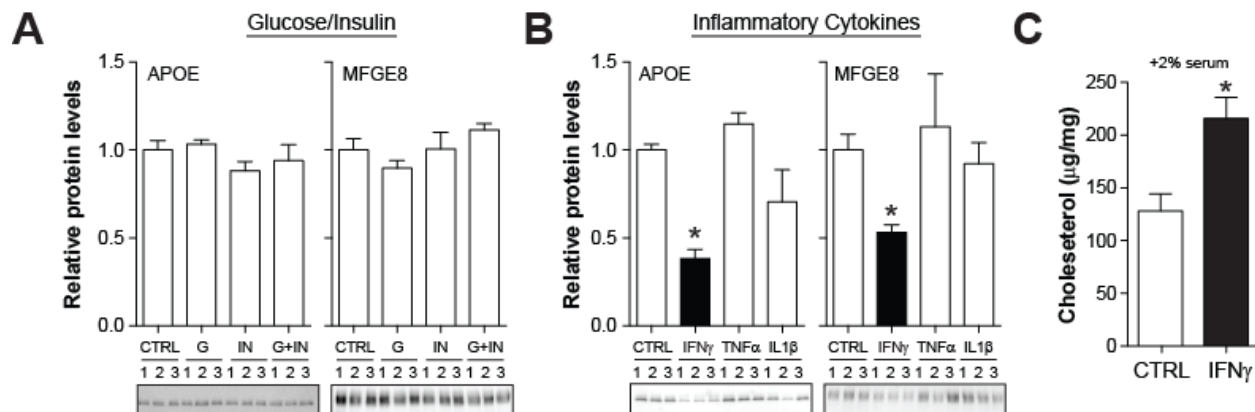 A
Glucose/Insulin
Relative protein levels
1.5
1.0
0.5
0.0
APOE
CTRL G IN G+IN
1 2 3 1 2 3 1 2 3 1 2 3
MFGE8
CTRL G IN G+IN
1 2 3 1 2 3 1 2 3 1 2 3
B
Inflammatory Cytokines
Relative protein levels
1.5
1.0
0.5
0.0
APOE
*
CTRL IFNγ TNFα IL1β
1 2 3 1 2 3 1 2 3 1 2 3
MFGE8
*
CTRL IFNγ TNFα IL1β
1 2 3 1 2 3 1 2 3 1 2 3
C
+2% serum
Choleseterol (μg/mg)
250
200
150
100
50
0
*
CTRL IFNγ